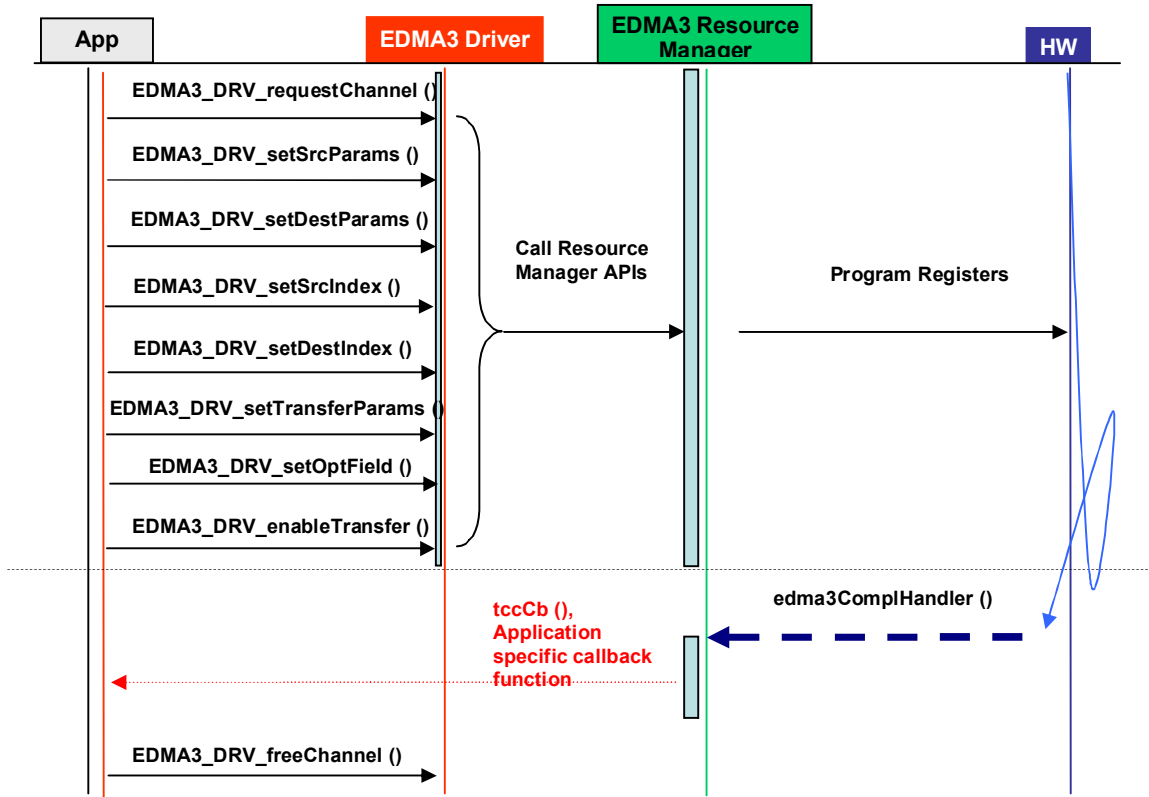 App
EDMA3 Driver
EDMA3 Resource
Manager
HW
EDMA3_DRV_requestChannel ()
EDMA3_DRV_setSrcParams ()
EDMA3_DRV_setDestParams ()
EDMA3_DRV_setSrcIndex ()
EDMA3_DRV_setDestIndex ()
EDMA3_DRV_setTransferParams ()
EDMA3_DRV_setOptField ()
EDMA3_DRV_enableTransfer ()
Call Resource
Manager APIs
Program Registers
edma3ComplHandler ()
tccCb (),
Application
specific callback
function
EDMA3_DRV_freeChannel ()